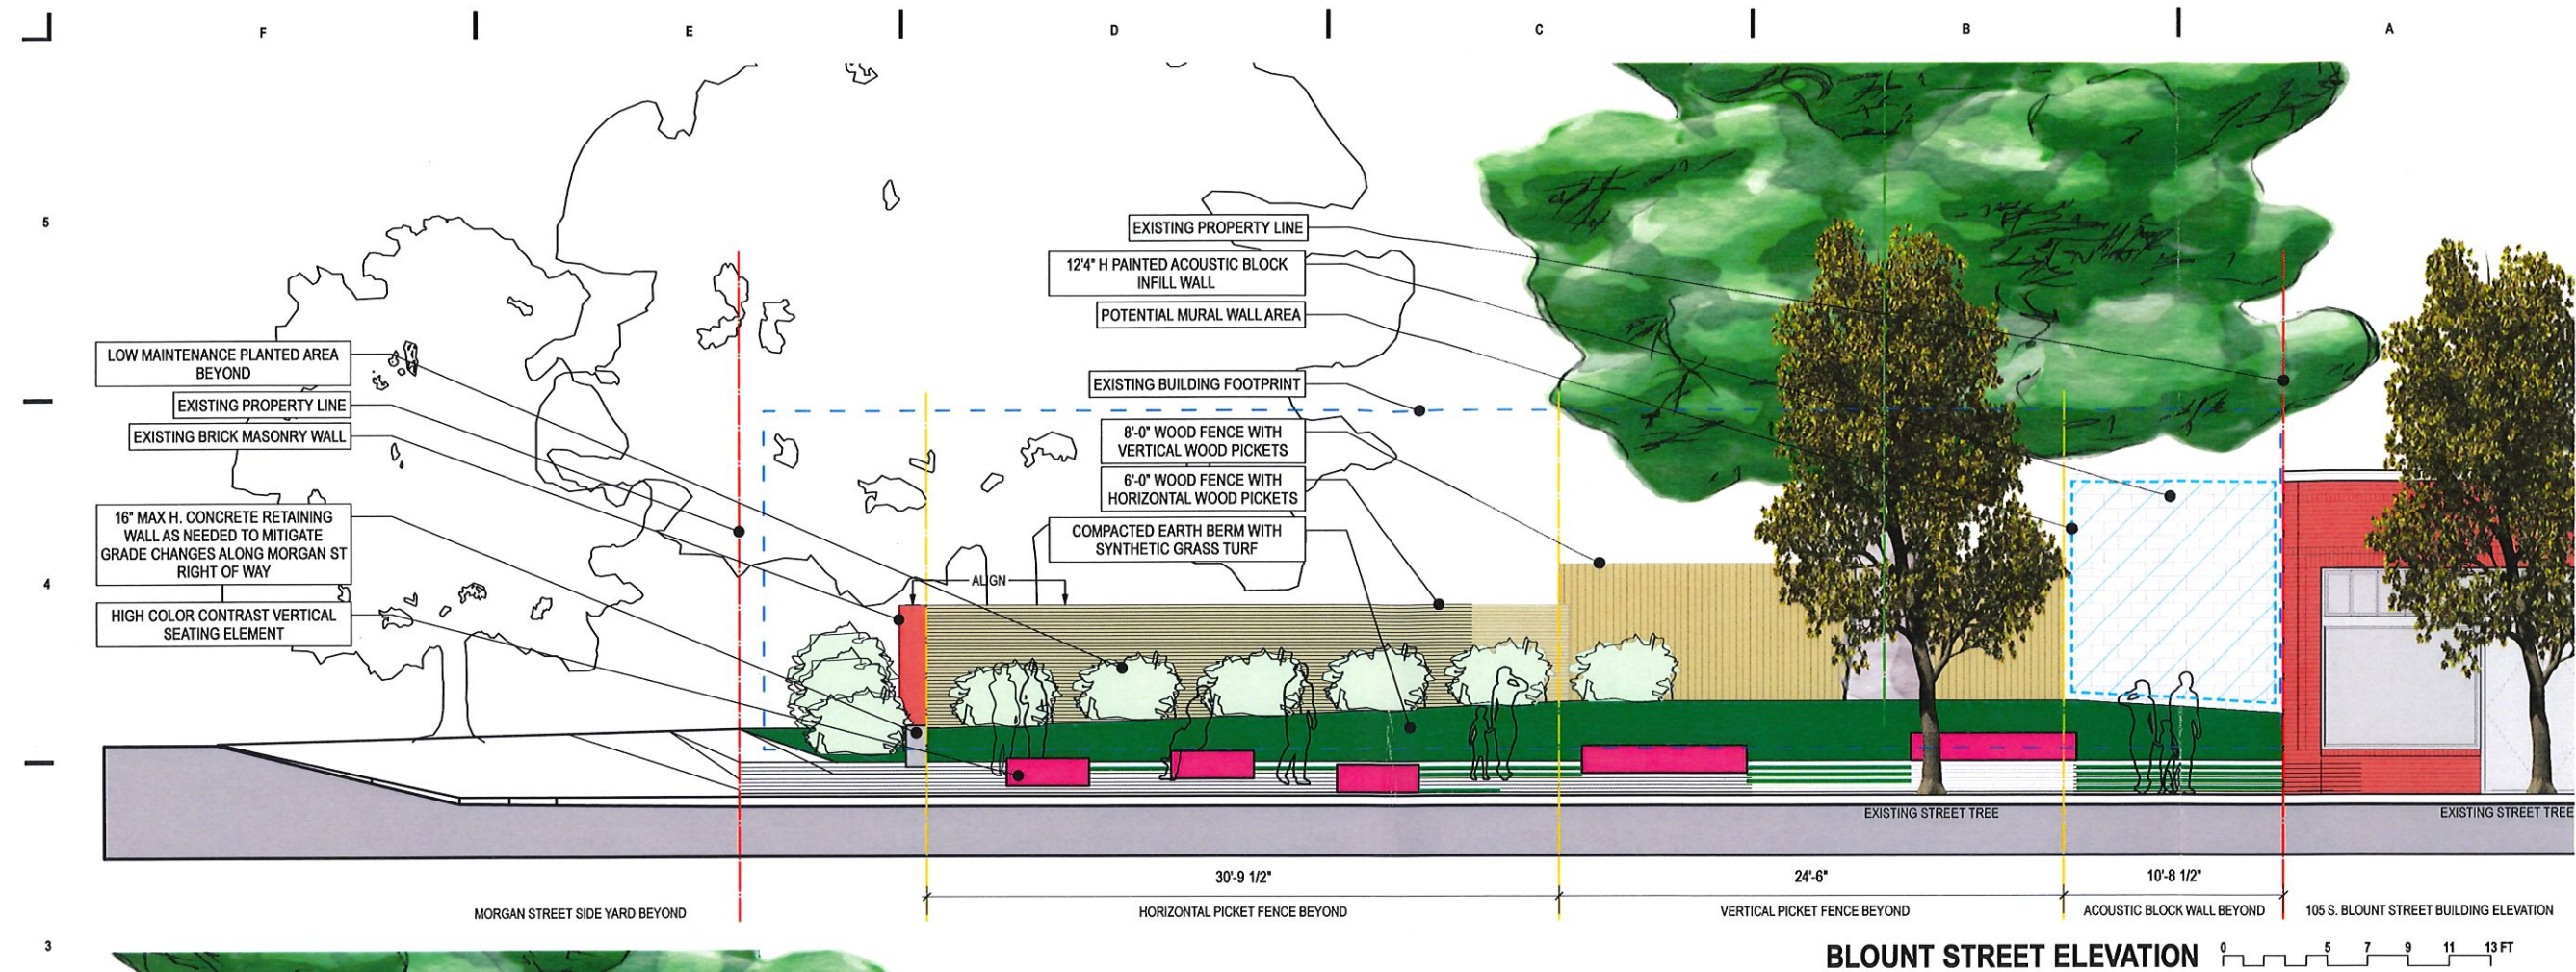 F
E
D
C
B
A
5
4
3
EXISTING PROPERTY LINE
12'4" H PAINTED ACOUSTIC BLOCK
INFILL WALL
POTENTIAL MURAL WALL AREA
EXISTING BUILDING FOOTPRINT
8'-0" WOOD FENCE WITH
VERTICAL WOOD PICKETS
6'-0" WOOD FENCE WITH
HORIZONTAL WOOD PICKETS
COMPACTED EARTH BERM WITH
SYNTHETIC GRASS TURF
LOW MAINTENANCE PLANTED AREA
BEYOND
EXISTING PROPERTY LINE
EXISTING BRICK MASONRY WALL
16" MAX H. CONCRETE RETAINING
WALL AS NEEDED TO MITIGATE
GRADE CHANGES ALONG MORGAN ST
RIGHT OF WAY
HIGH COLOR CONTRAST VERTICAL
SEATING ELEMENT
ALIGN
EXISTING STREET TREE
EXISTING STREET TREE
30'-9 1/2"
24'-6"
10'-8 1/2"
MORGAN STREET SIDE YARD BEYOND
HORIZONTAL PICKET FENCE BEYOND
VERTICAL PICKET FENCE BEYOND
ACOUSTIC BLOCK WALL BEYOND
105 S. BLOUNT STREET BUILDING ELEVATION
BLOUNT STREET ELEVATION
0 5 7 9 11 13 FT